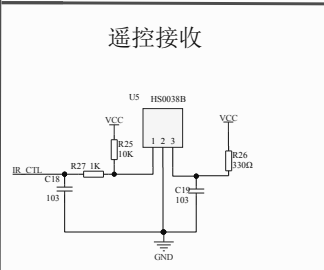 遥控接收
U5 HS0038B
VCC
VCC
R25
10K
1 2 3
R26
330Ω
R27 1K
IR_CTL
C18
103
C19
103
GND